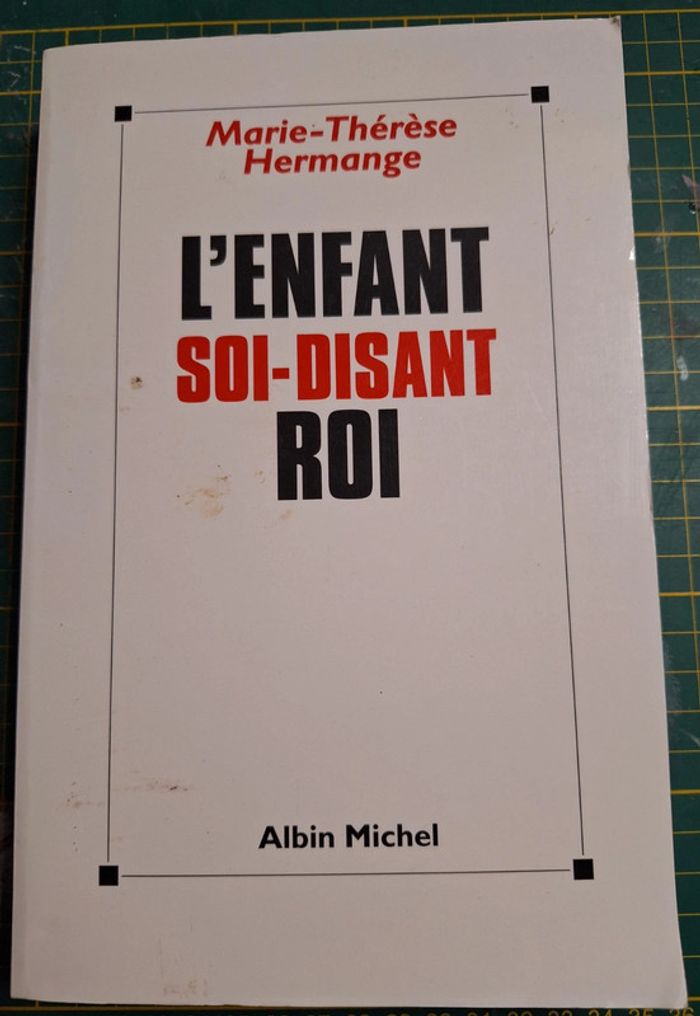 Marie-Thérèse
Hermange
L'ENFANT
SOI-DISANT
ROI
Albin Michel